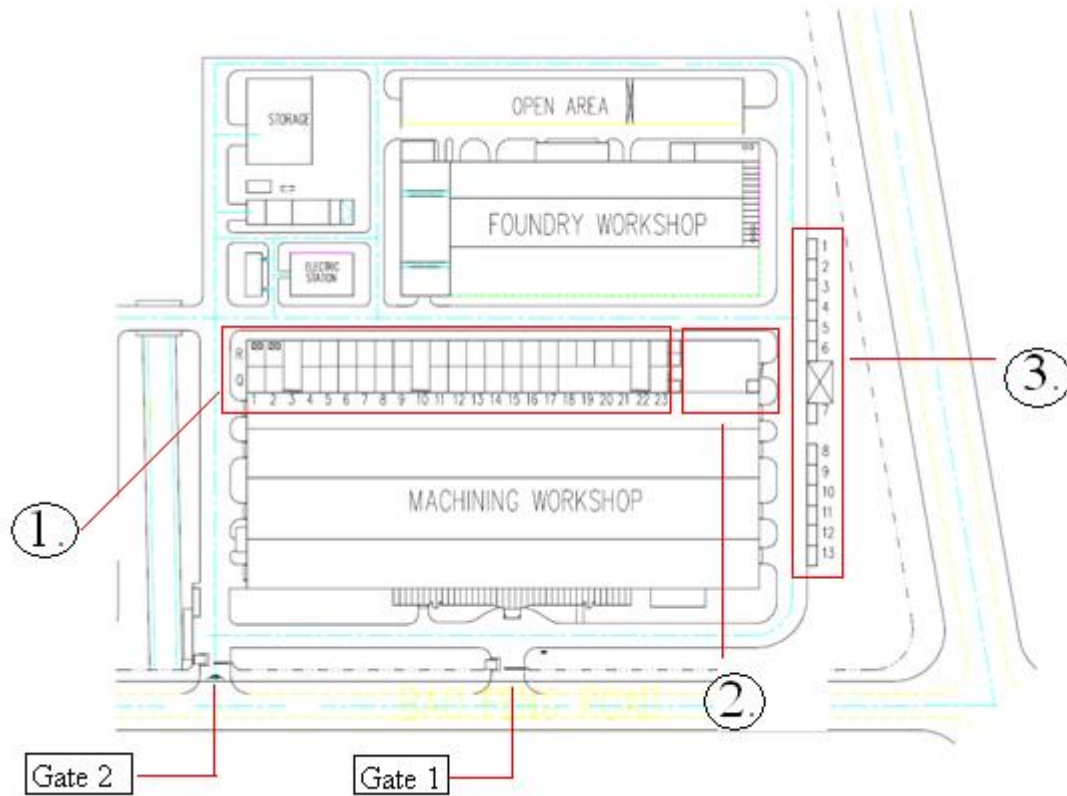 OPEN AREA
STORAGE
FOUNDRY WORKSHOP
ELECTRIC
STATION
1
2
3
4
5
6
7
8
9
10
11
12
13
3.
R
Q
1 2 3 4 5 6 7 8 9 10 11 12 13 14 15 16 17 18 19 20 21 22 23
MACHINING WORKSHOP
1.
2.
ROAD
Gate 2
Gate 1